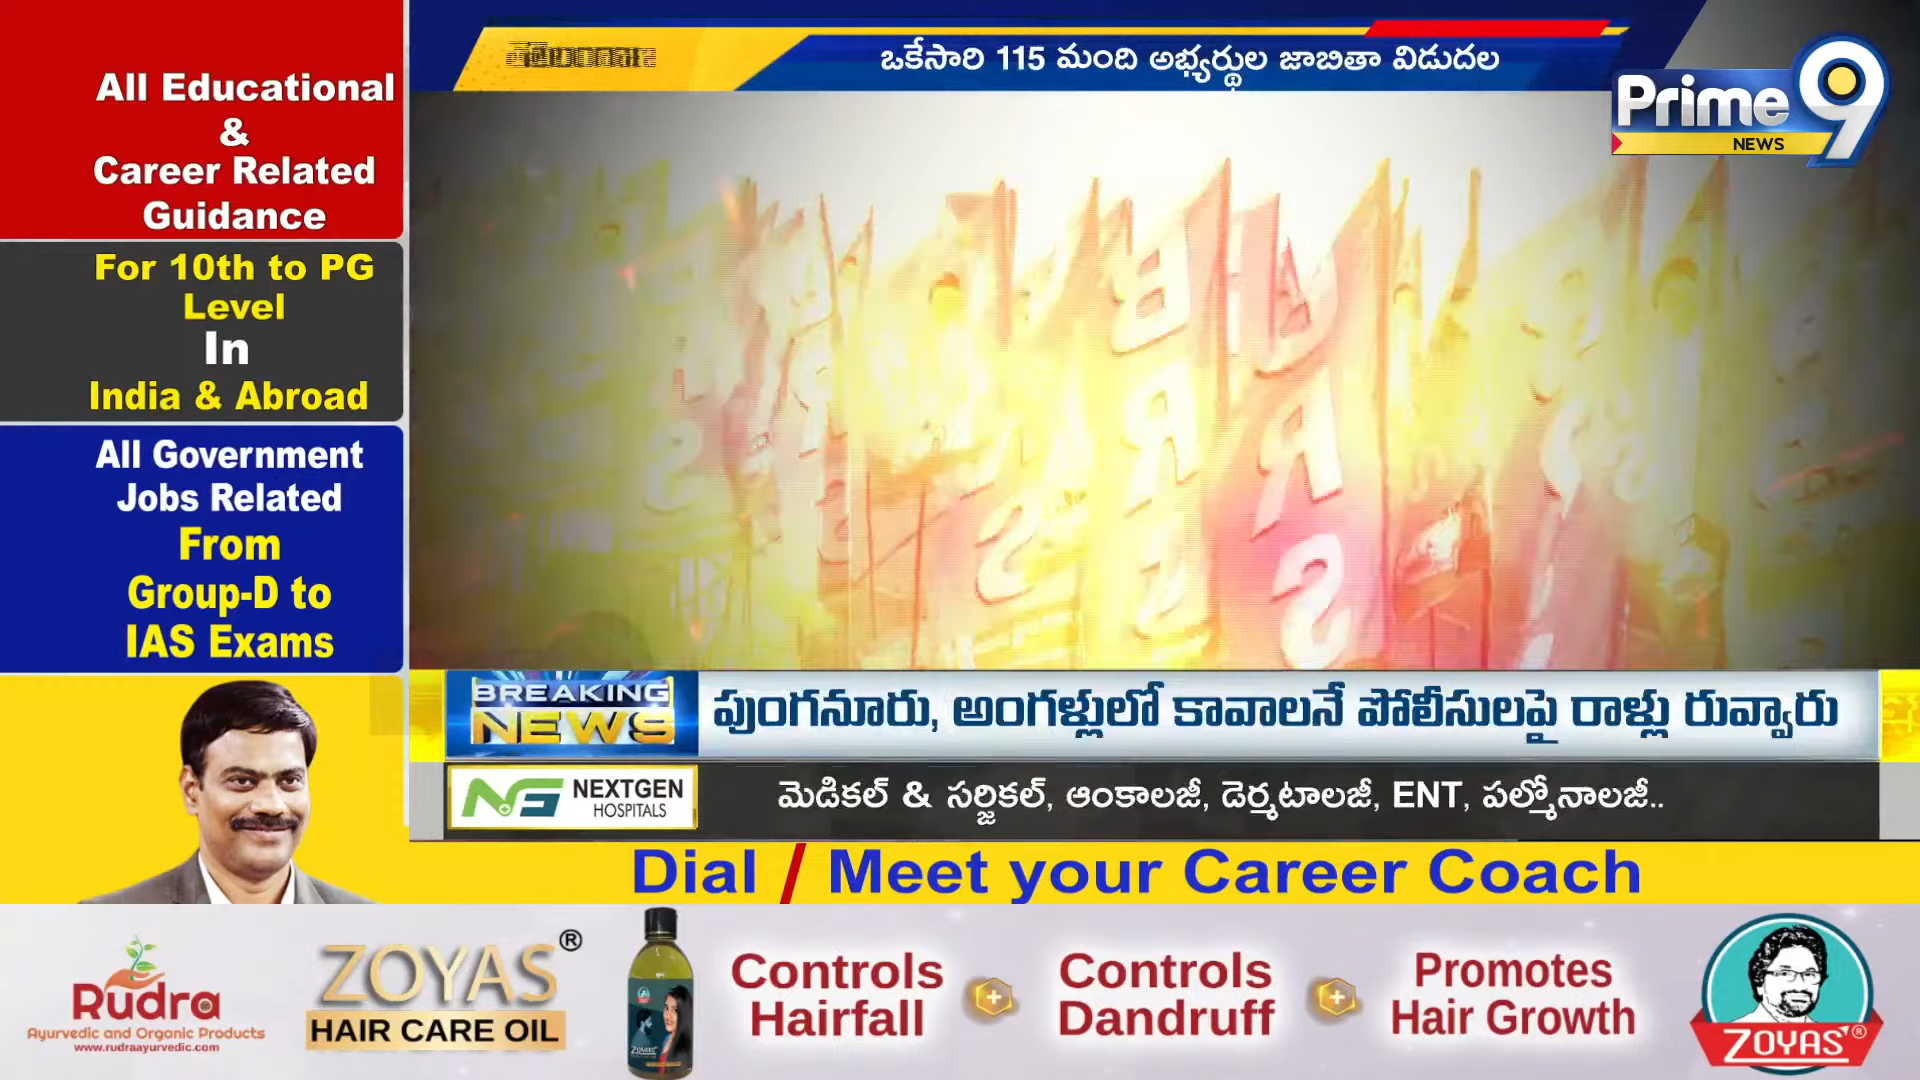 All Educational
&
Career Related
Guidance
For 10th to PG
Level
In
India & Abroad
All Government
Jobs Related
From
Group-D to
IAS Exams
ఒకేసారి 115 మంది అభ్యర్థుల జాబితా విడుదల
Prime9
NEWS
BREAKING
NEWS
పుంగనూరు, అంగళ్లులో కావాలనే పోలీసులపై రాళ్లు రువ్వారు
NEXTGEN
HOSPITALS
మెడికల్ & సర్జికల్, ఆంకాలజీ, డెర్మటాలజీ, ENT, పల్మోనాలజీ..
Dial / Meet your Career Coach
Rudra
Ayurvedic and Organic Products
www.rudraayurvedic.com
ZOYAS®
HAIR CARE OIL
Controls
Hairfall
Controls
Dandruff
Promotes
Hair Growth
ZOYAS®